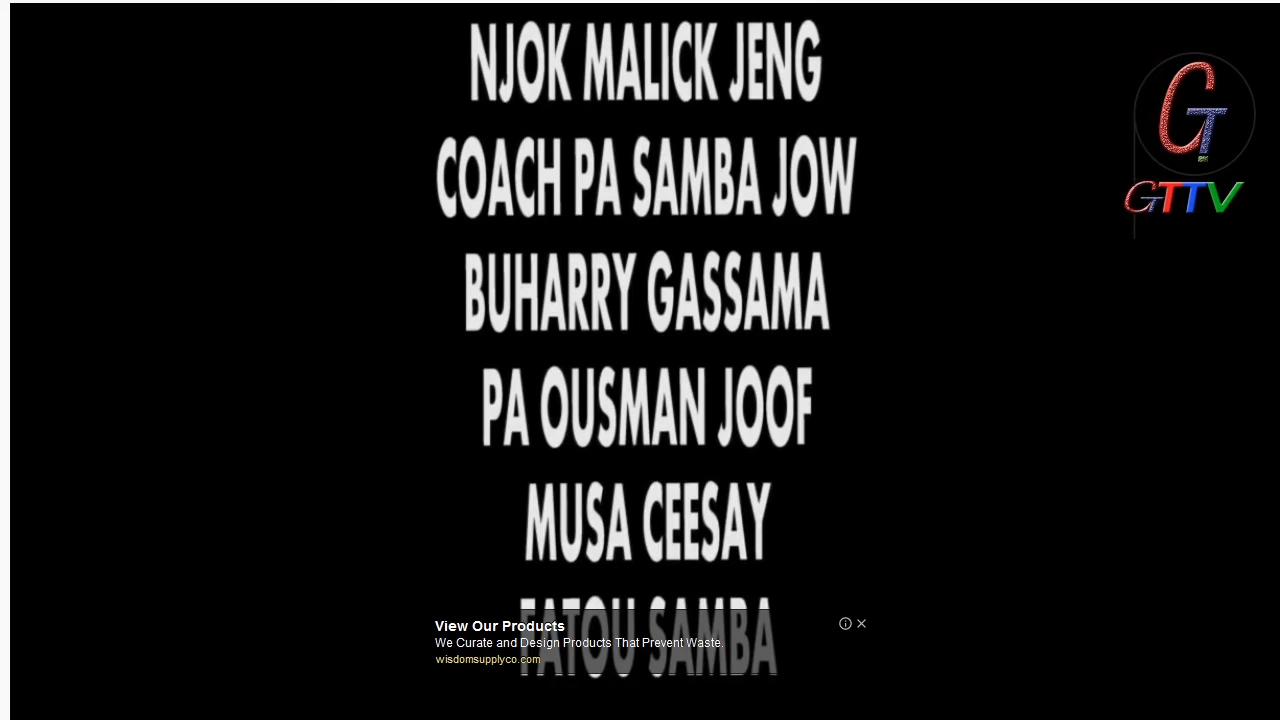 NJOK MALICK JENG
COACH PA SAMBA JOW
BUHARRY GASSAMA
PA OUSMAN JOOF
MUSA CEESAY
FATOU SAMBA
View Our Products
We Curate and Design Products That Prevent Waste.
wisdomsupplyco.com
GT
GTTV